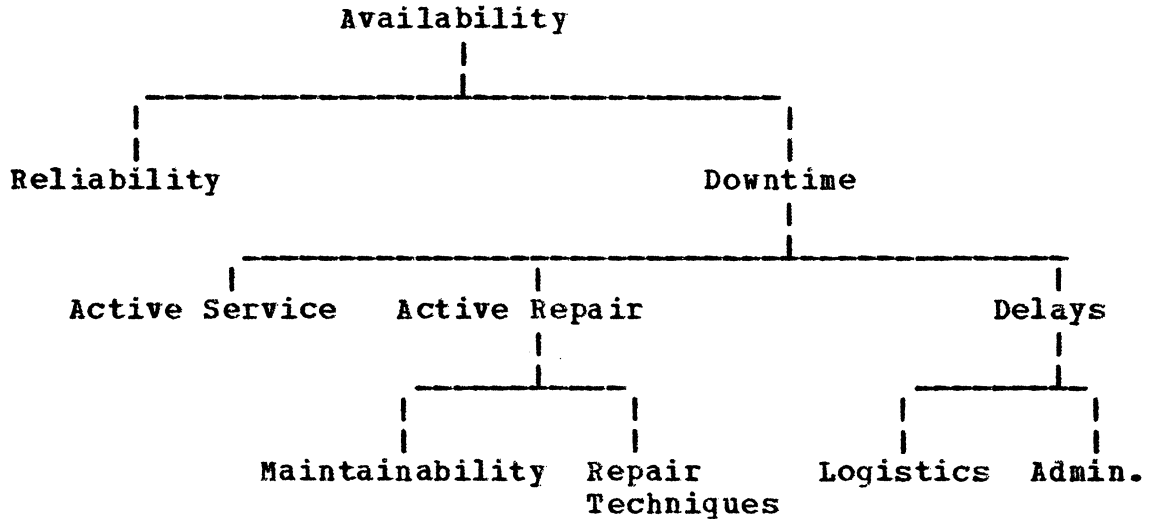 Availability
Reliability Downtime
Active Service Active Repair Delays
Maintainability Repair Logistics Admin.
Techniques